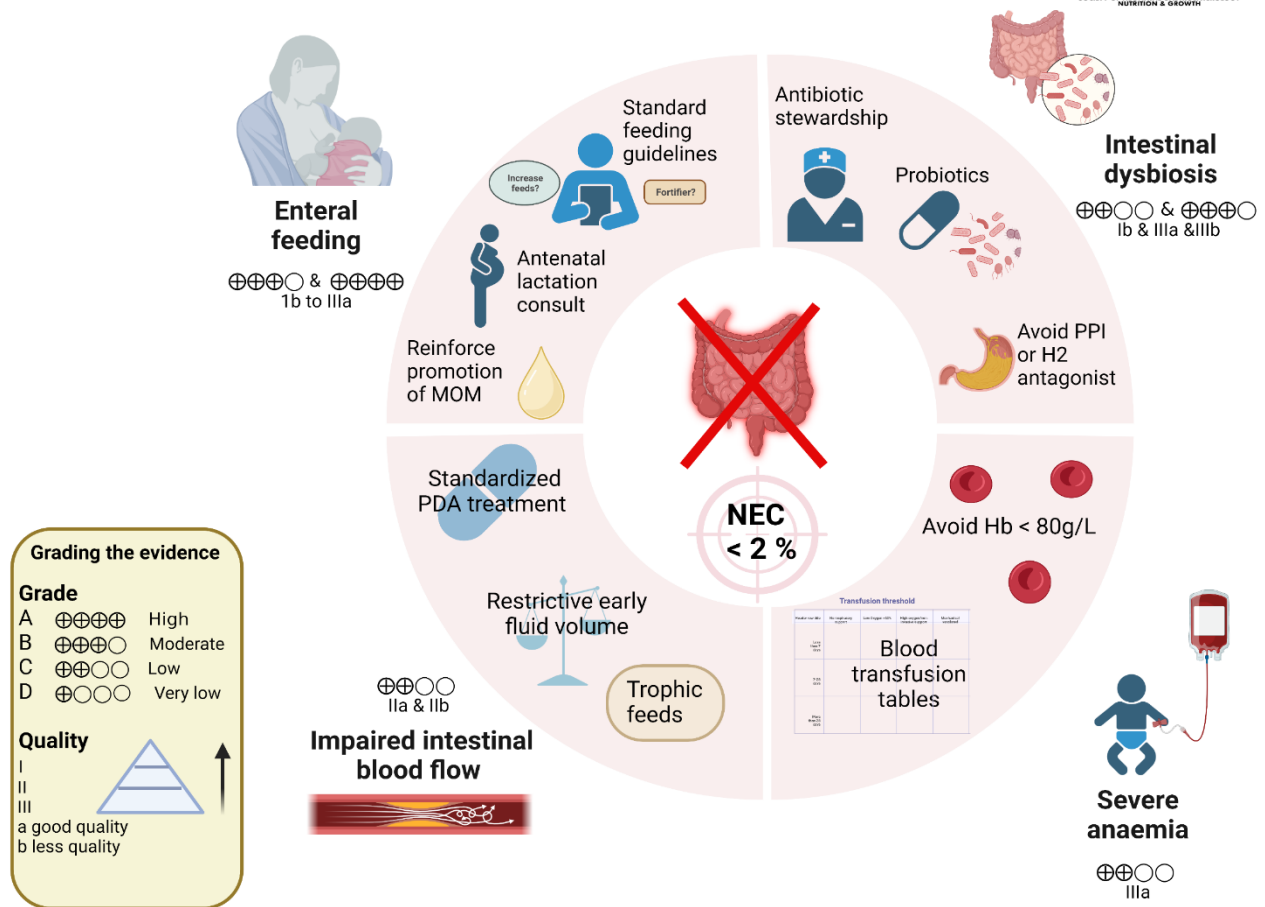 NUTRITION & GROWTH
Enteral
feeding
⊕⊕⊕○ & ⊕⊕⊕⊕
1b to IIIa
Standard
feeding
guidelines
Increase
feeds?
Fortifier?
Antenatal
lactation
consult
Reinforce
promotion
of MOM
Antibiotic
stewardship
Probiotics
Avoid PPI
or H2
antagonist
Intestinal
dysbiosis
⊕⊕○○ & ⊕⊕⊕○
Ib & IIIa &IIIb
NEC
< 2 %
Standardized
PDA treatment
Restrictive early
fluid volume
Trophic
feeds
⊕⊕○○
IIa & IIb
Impaired intestinal
blood flow
Avoid Hb < 80g/L
Transfusion threshold
Blood
transfusion
tables
Severe
anaemia
⊕⊕○○
IIIa
Grading the evidence
Grade
A ⊕⊕⊕⊕ High
B ⊕⊕⊕○ Moderate
C ⊕⊕○○ Low
D ⊕○○○ Very low
Quality
I
II
III
a good quality
b less quality